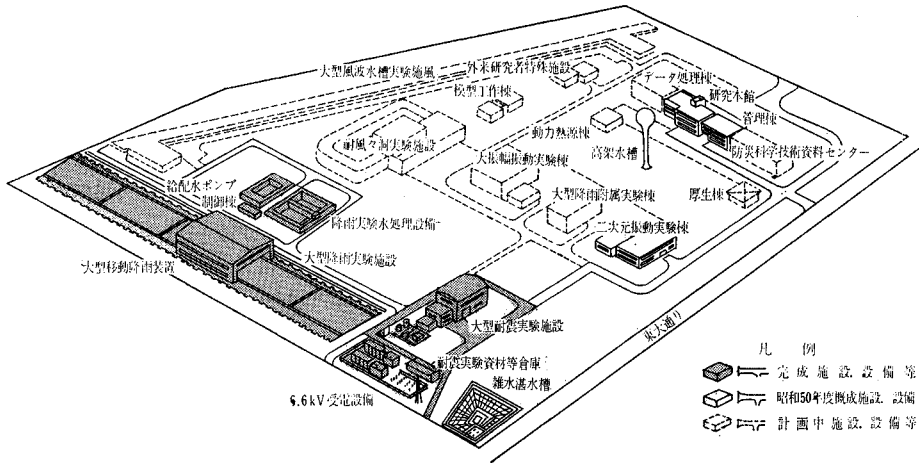 大型風波水槽実験施風
外来研究者特殊施設
模型工作棟
データ処理棟
研究本館
管理棟
耐風々洞実験施設
動力熱源棟
高架水槽
防災科学技術資料センター
大振幅振動実験棟
給配水ポンプ
制御棟
大型降雨附属実験棟
厚生棟
降雨実験水処理設備
二次元振動実験棟
大型降雨実験施設
大型移動降雨装置
大型耐震実験施設
東大通り
耐震実験資材等倉庫
雑水湛水槽
6.6kV受電設備
凡例
完成施設.設備等
昭和50年度概成施設.設備
計画中施設.設備等